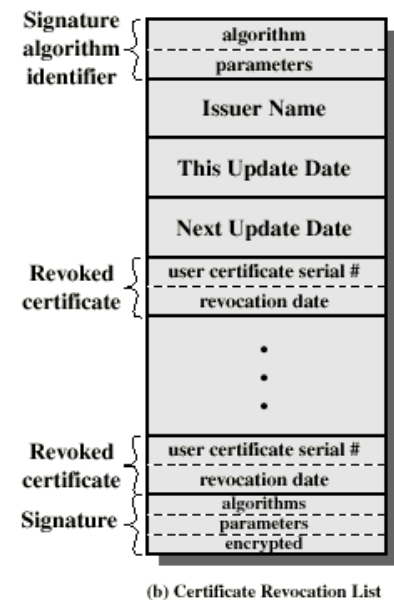 Signature
algorithm
identifier
algorithm
parameters
Issuer Name
This Update Date
Next Update Date
Revoked
certificate
user certificate serial #
revocation date
Revoked
certificate
user certificate serial #
revocation date
Signature
algorithms
parameters
encrypted
(b) Certificate Revocation List